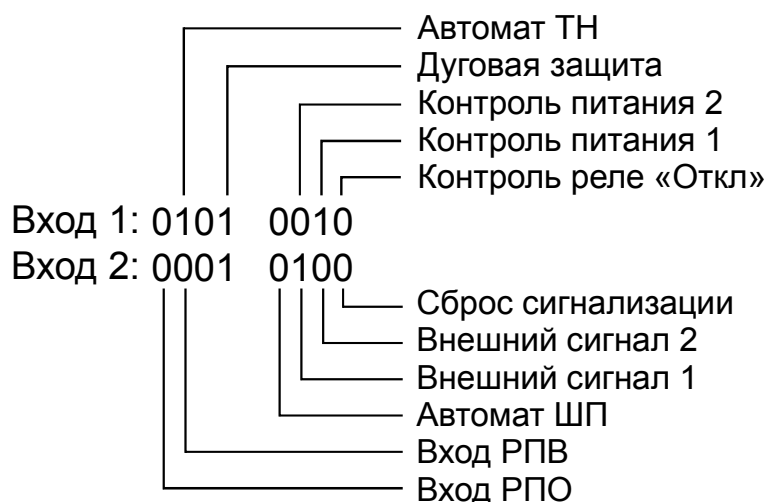 Автомат ТН
Дуговая защита
Контроль питания 2
Контроль питания 1
Контроль реле «Откл»
Вход 1: 0101 0010
Вход 2: 0001 0100
Сброс сигнализации
Внешний сигнал 2
Внешний сигнал 1
Автомат ШП
Вход РПВ
Вход РПО